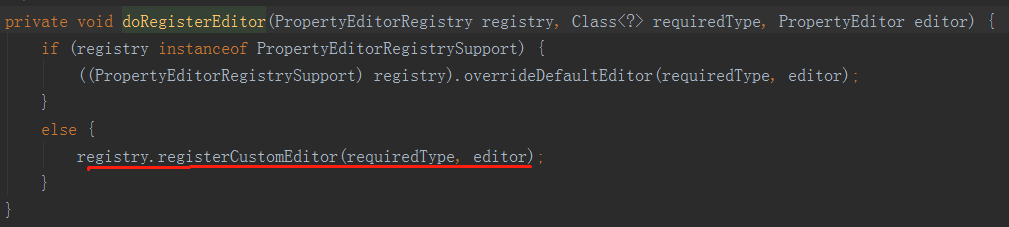 private void doRegisterEditor(PropertyEditorRegistry registry, Class<?> requiredType, PropertyEditor editor) {
    if (registry instanceof PropertyEditorRegistrySupport) {
        ((PropertyEditorRegistrySupport) registry).overrideDefaultEditor(requiredType, editor);
    }
    else {
        registry.registerCustomEditor(requiredType, editor);
    }
}